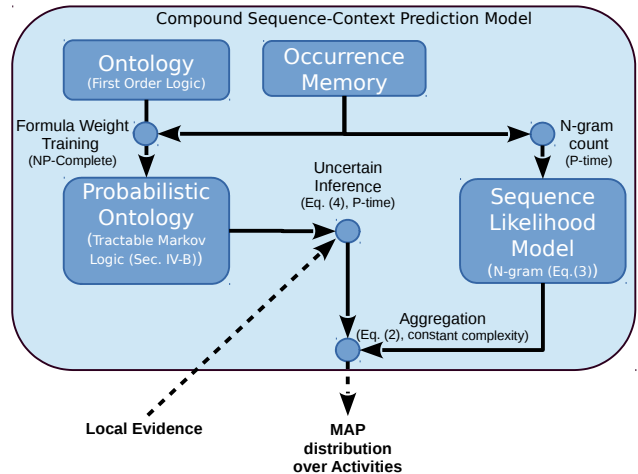 Compound Sequence-Context Prediction Model
Ontology
(First Order Logic)
Occurrence
Memory
Formula Weight
Training
(NP-Complete)
N-gram
count
(P-time)
Uncertain
Inference
(Eq. (4), P-time)
Probabilistic
Ontology
(Tractable Markov
Logic (Sec. IV-B))
Sequence
Likelihood
Model
(N-gram (Eq.(3))
Aggregation
(Eq. (2), constant complexity)
Local Evidence
MAP
distribution
over Activities